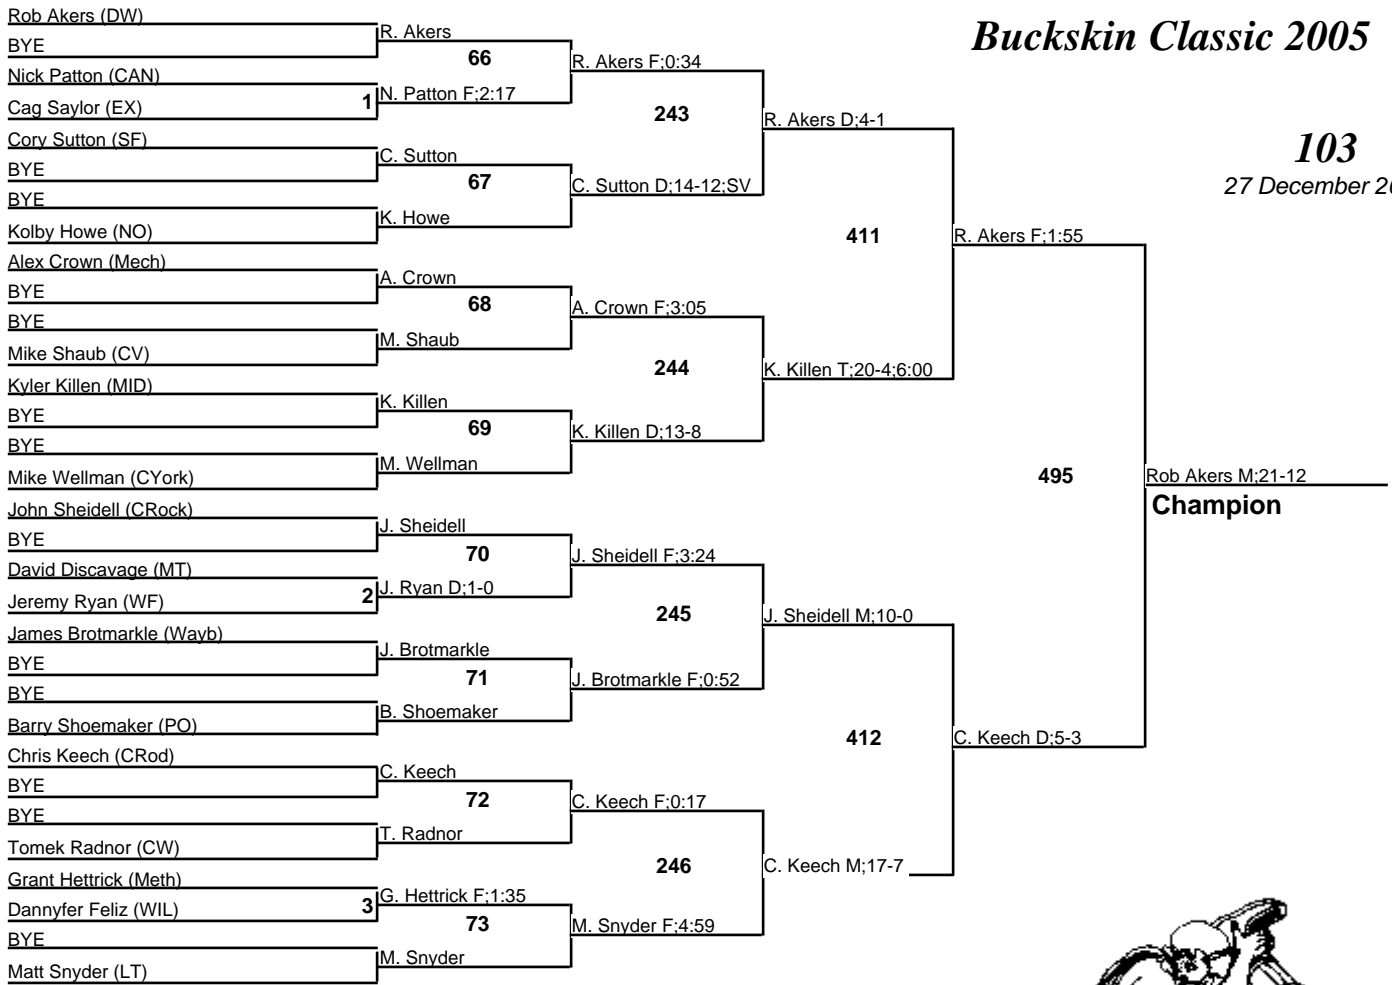 Buckskin Classic 2005
103
27 December
Rob Akers (DW)
BYE
Nick Patton (CAN)
Cag Saylor (EX)
Cory Sutton (SF)
BYE
BYE
Kolby Howe (NO)
Alex Crown (Mech)
BYE
BYE
Mike Shaub (CV)
Kyler Killen (MID)
BYE
BYE
Mike Wellman (CYork)
John Sheidell (CRock)
BYE
David Discavage (MT)
Jeremy Ryan (WF)
James Brotmarkle (Wayb)
BYE
BYE
Barry Shoemaker (PO)
Chris Keech (CRod)
BYE
BYE
Tomek Radnor (CW)
Grant Hettrick (Meth)
Dannyfer Feliz (WIL)
BYE
Matt Snyder (LT)
R. Akers
66
1
N. Patton F;2:17
C. Sutton
67
K. Howe
A. Crown
68
M. Shaub
K. Killen
69
M. Wellman
J. Sheidell
70
2
J. Ryan D;1-0
J. Brotmarkle
71
B. Shoemaker
C. Keech
72
T. Radnor
3
G. Hettrick F;1:35
73
M. Snyder
R. Akers F;0:34
243
C. Sutton D;14-12;SV
A. Crown F;3:05
244
K. Killen D;13-8
J. Sheidell F;3:24
245
J. Brotmarkle F;0:52
C. Keech F;0:17
246
M. Snyder F;4:59
R. Akers D;4-1
411
K. Killen T;20-4;6:00
J. Sheidell M;10-0
412
C. Keech M;17-7
R. Akers F;1:55
495
C. Keech D;5-3
Rob Akers M;21-12
Champion